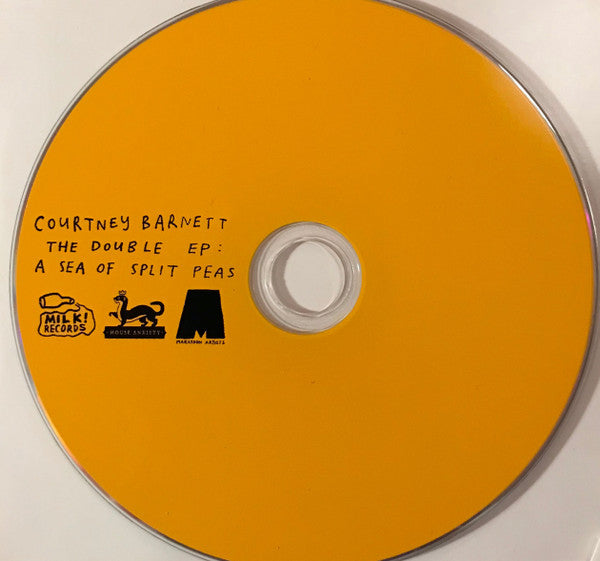 COURTNEY BARNETT
THE DOUBLE EP:
A SEA OF SPLIT PEAS
MILK!
RECORDS
HOUSE ANXIETY
MARATHON ARTISTS